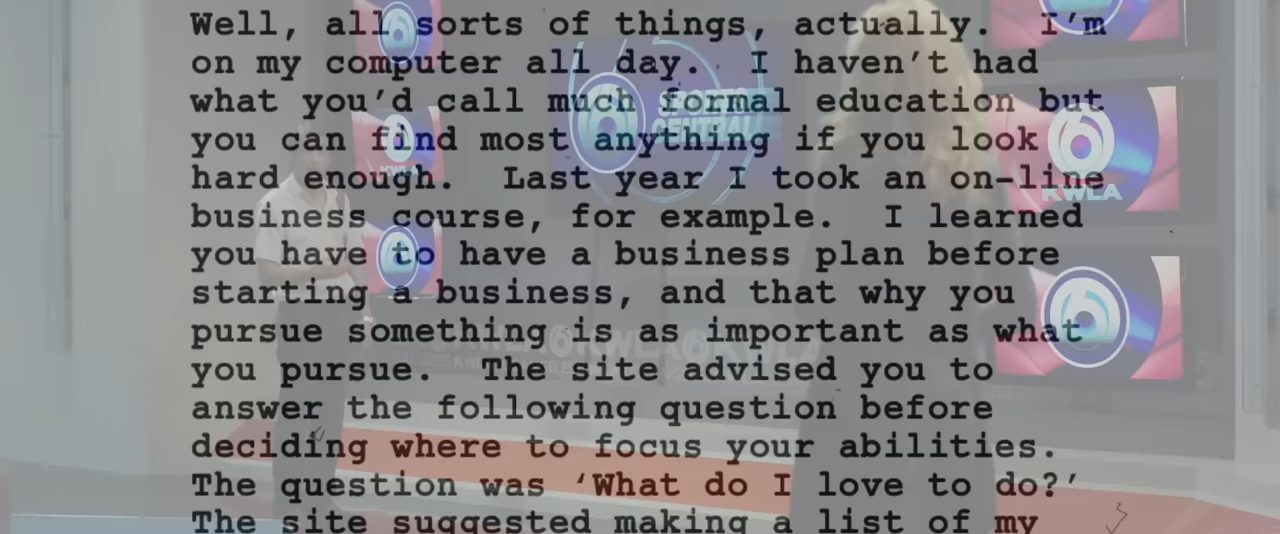 Well, all sorts of things, actually.  I’m
on my computer all day.  I haven’t had
what you’d call much formal education but
you can find most anything if you look
hard enough.  Last year I took an on-line
business course, for example.  I learned
you have to have a business plan before
starting a business, and that why you
pursue something is as important as what
you pursue.  The site advised you to
answer the following question before
deciding where to focus your abilities.
The question was ‘What do I love to do?’
The site suggested making a list of my
SPORTS
CENTRAL
6
KWLA